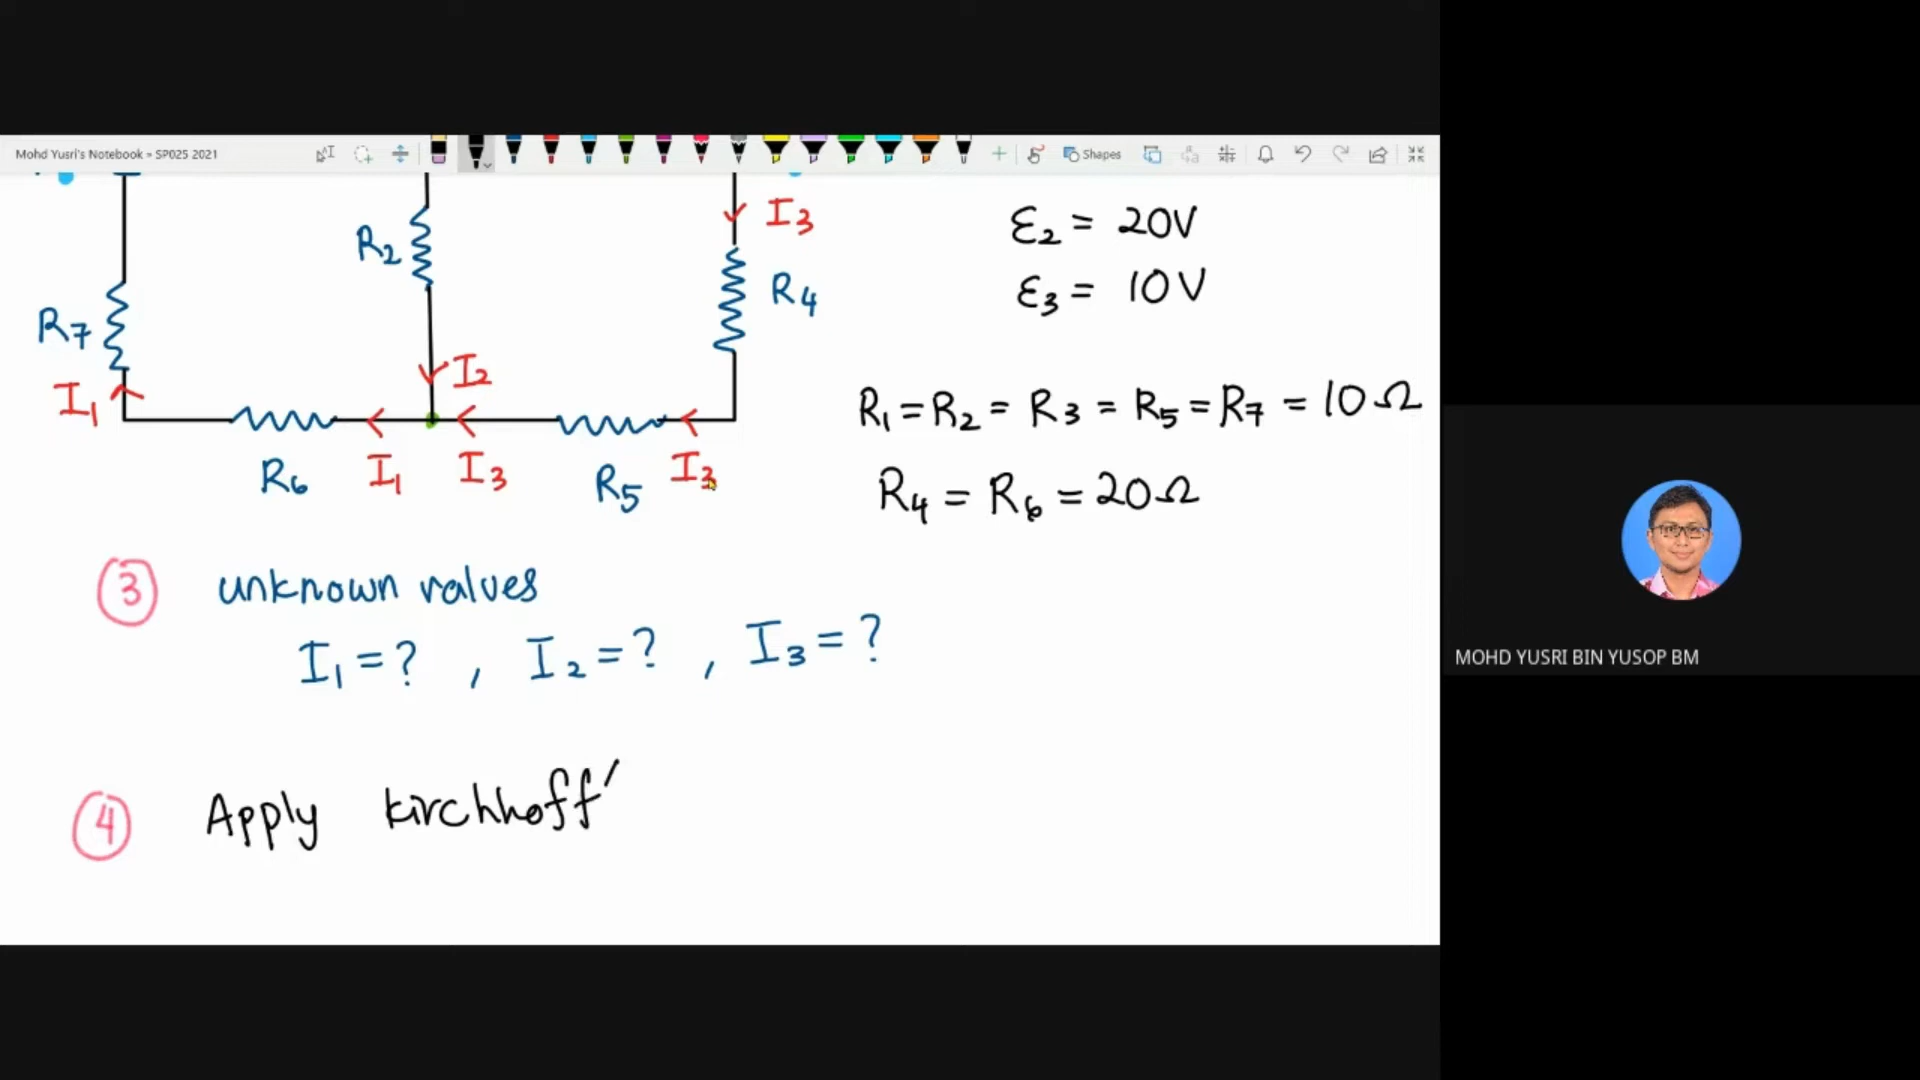 Mohd Yusri's Notebook » SP025 2021
Shapes
I3
R2
R4
R7
I2
I1
R6
I1
I3
R5
I3
ε2 = 20V
ε3 = 10V
R1 = R2 = R3 = R5 = R7 = 10Ω
R4 = R6 = 20Ω
3 unknown values
I1 = ? , I2 = ? , I3 = ?
4 Apply kirchhoff'
MOHD YUSRI BIN YUSOP BM